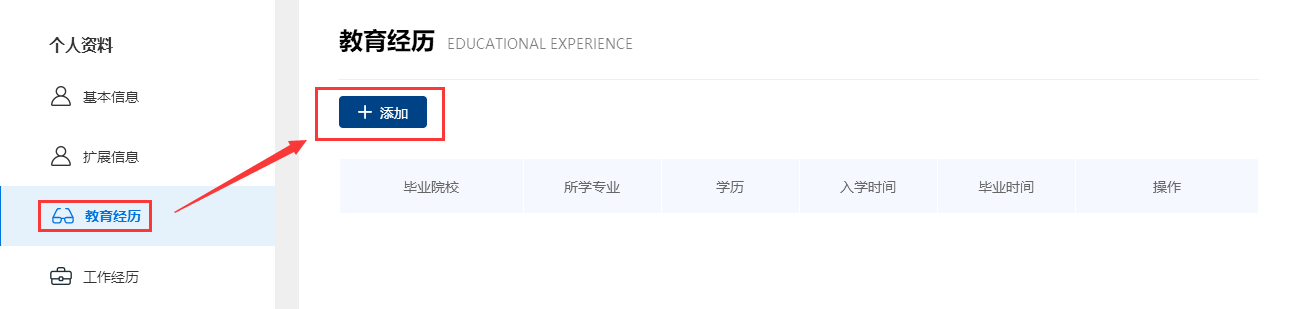 个人资料
基本信息
扩展信息
教育经历
工作经历
教育经历 EDUCATIONAL EXPERIENCE
添加
毕业院校 所学专业 学历 入学时间 毕业时间 操作